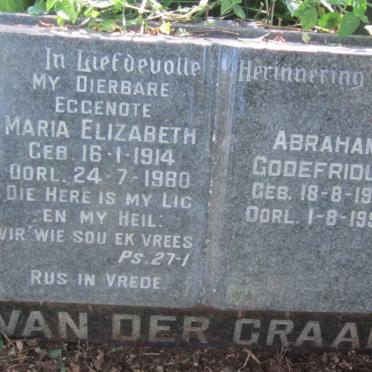 In Liefdevolle Herinnering
MY DIERBARE
EGGENOTE
MARIA ELIZABETH
GEB. 16-1-1914
OORL. 24-7-1980
DIE HERE IS MY LIG
EN MY HEIL:
VIR WIE SOU EK VREES
PS. 27-1
RUS IN VREDE.
ABRAHAM
GODEFRIDU
GEB. 18-8-19
OORL. 1-8-199
VAN DER GRAA